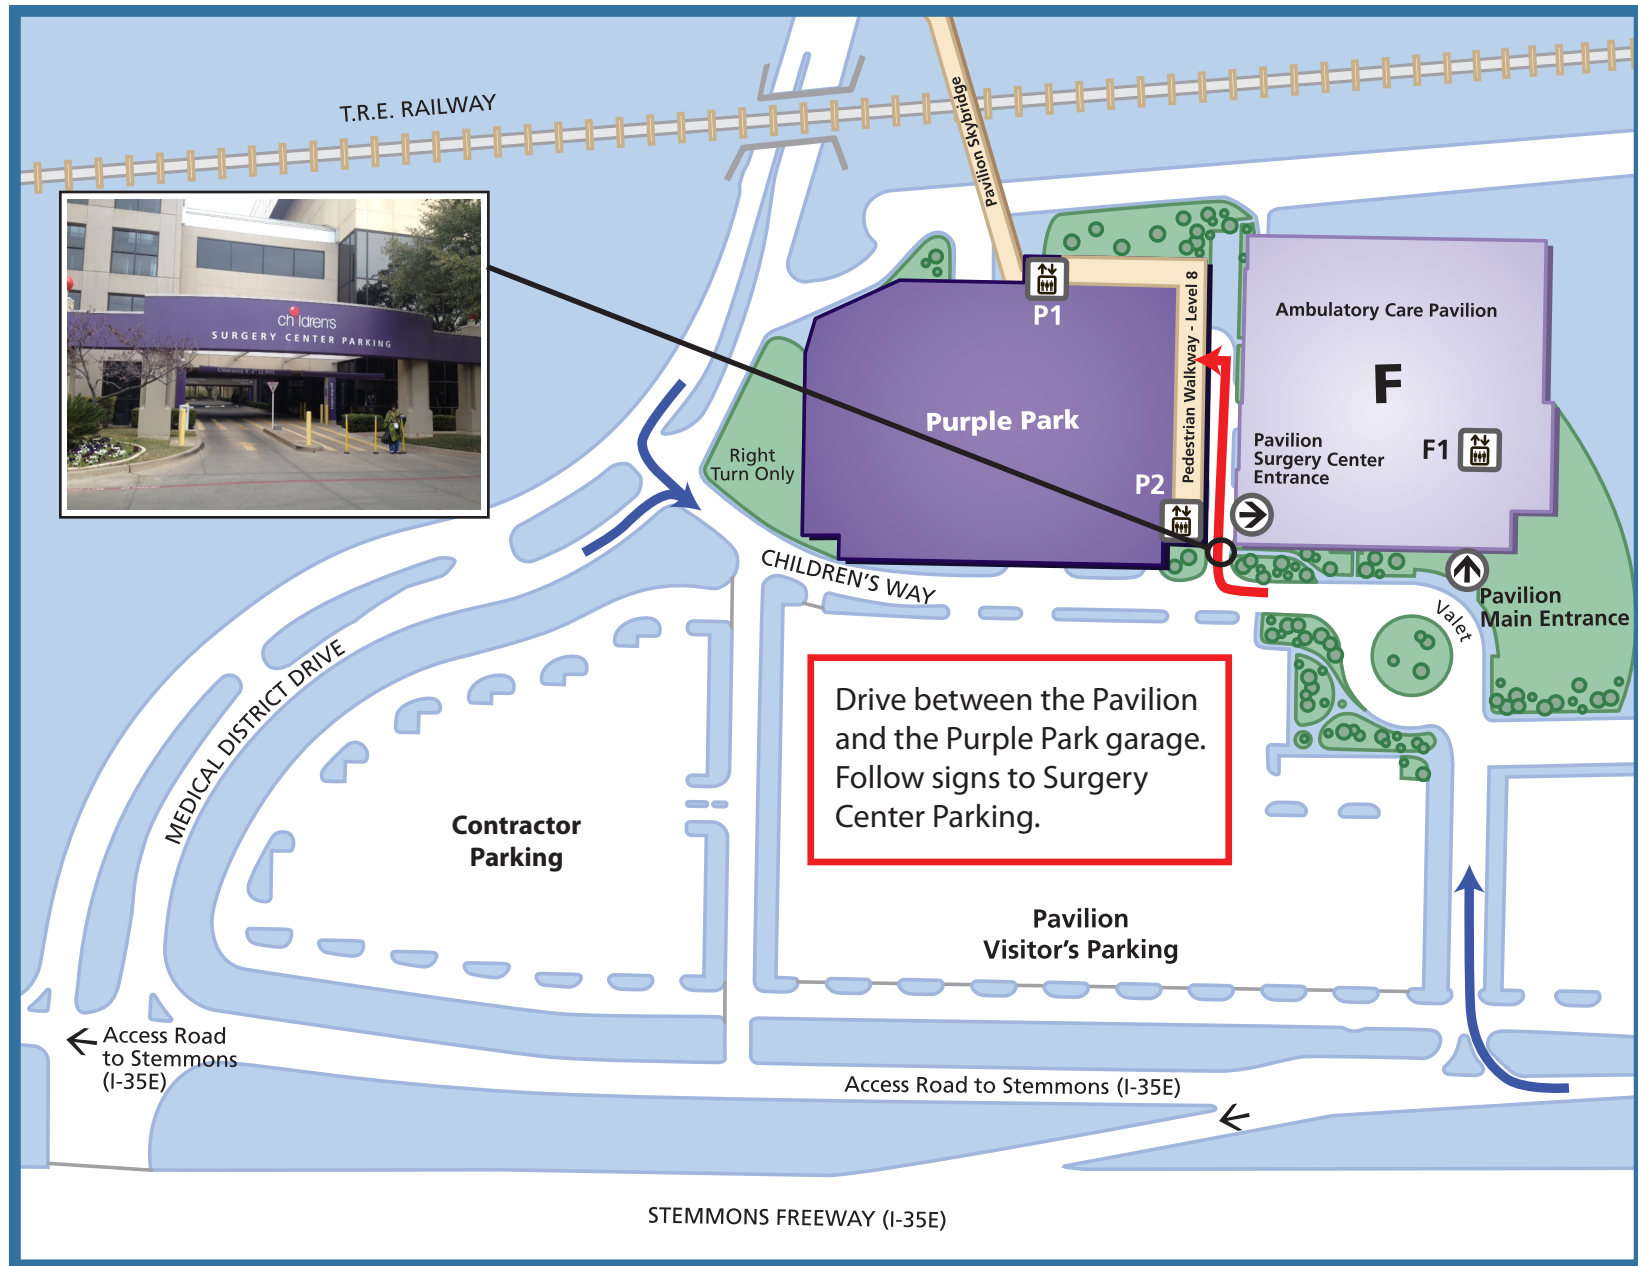 T.R.E. RAILWAY
Pavilion Skybridge
children's
SURGERY CENTER PARKING
Clearance 8'-2"
P1
Pedestrian Walkway - Level 8
Ambulatory Care Pavilion
F
Purple Park
Pavilion
Surgery Center
Entrance
F1
Right
Turn Only
P2
CHILDREN'S WAY
Valet
Pavilion
Main Entrance
MEDICAL DISTRICT DRIVE
Drive between the Pavilion
and the Purple Park garage.
Follow signs to Surgery
Center Parking.
Contractor
Parking
Pavilion
Visitor's Parking
Access Road
to Stemmons
(I-35E)
Access Road to Stemmons (I-35E)
STEMMONS FREEWAY (I-35E)